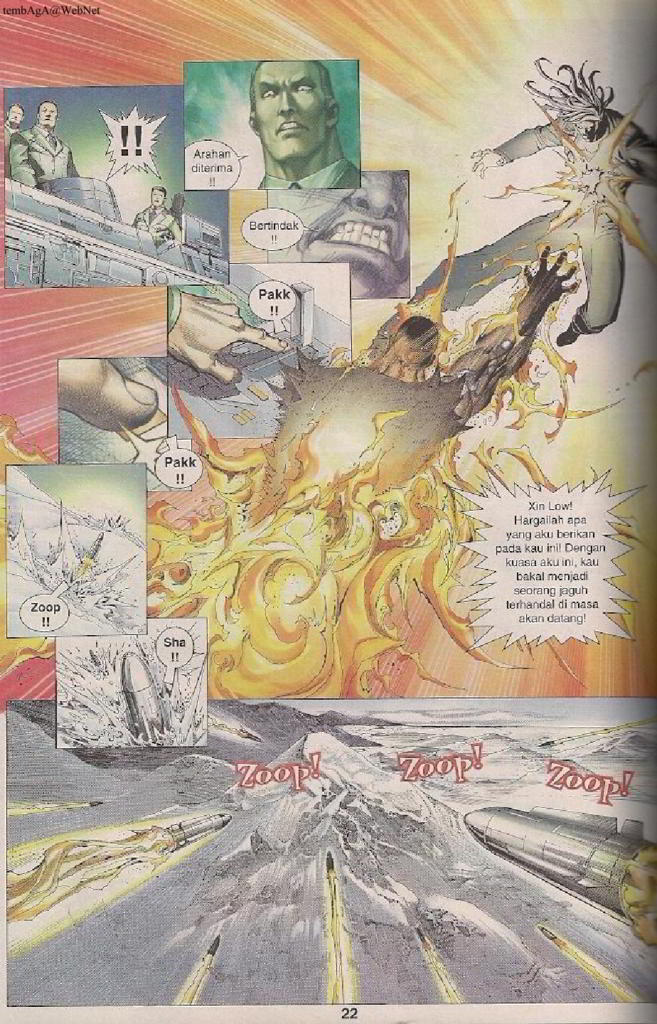 tembAgA@WebNet
!!
Arahan
diterima
!!
Bertindak
!!
Pakk
!!
Pakk
!!
Zoop
!!
Sha
!!
Xin Low!
Hargailah apa
yang aku berikan
pada kau ini! Dengan
kuasa aku ini, kau
bakal menjadi
seorang jaguh
terhandal di masa
akan datang!
Zoop!
Zoop!
Zoop!
22